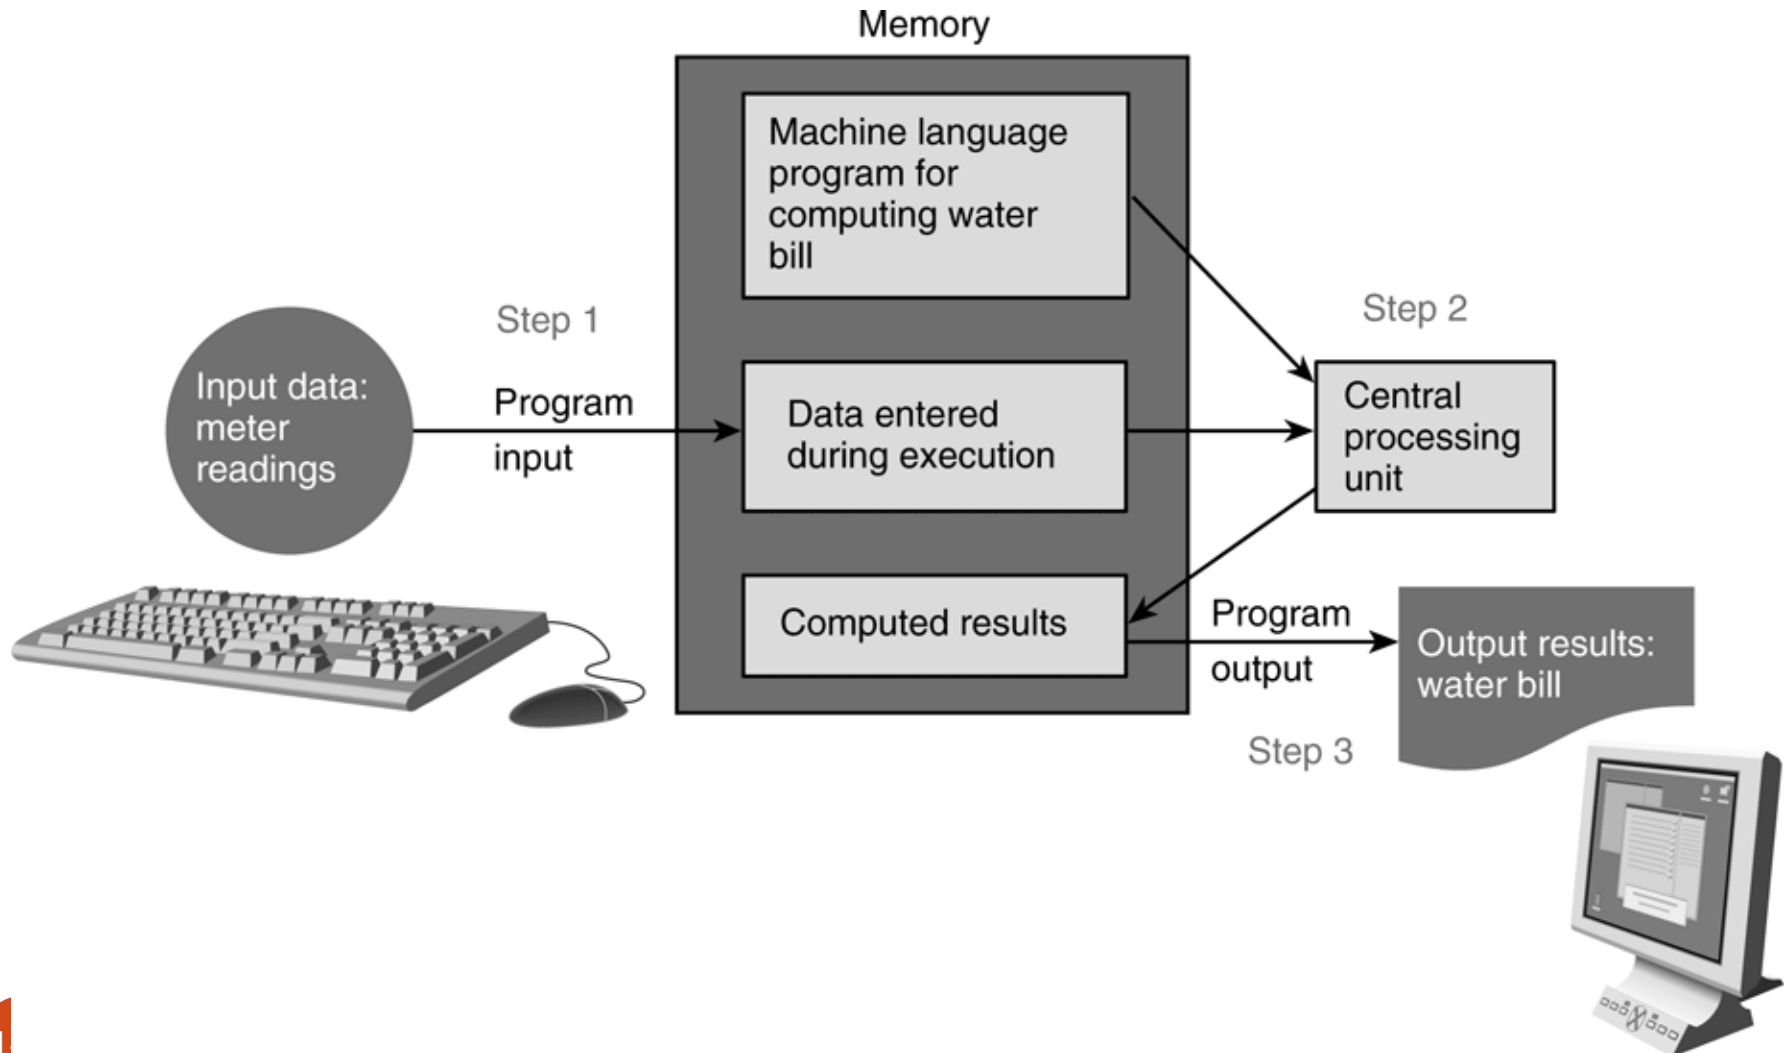 Memory
Machine language
program for
computing water
bill
Step 1
Step 2
Input data:
meter
readings
Program
input
Data entered
during execution
Central
processing
unit
Computed results
Program
output
Output results:
water bill
Step 3